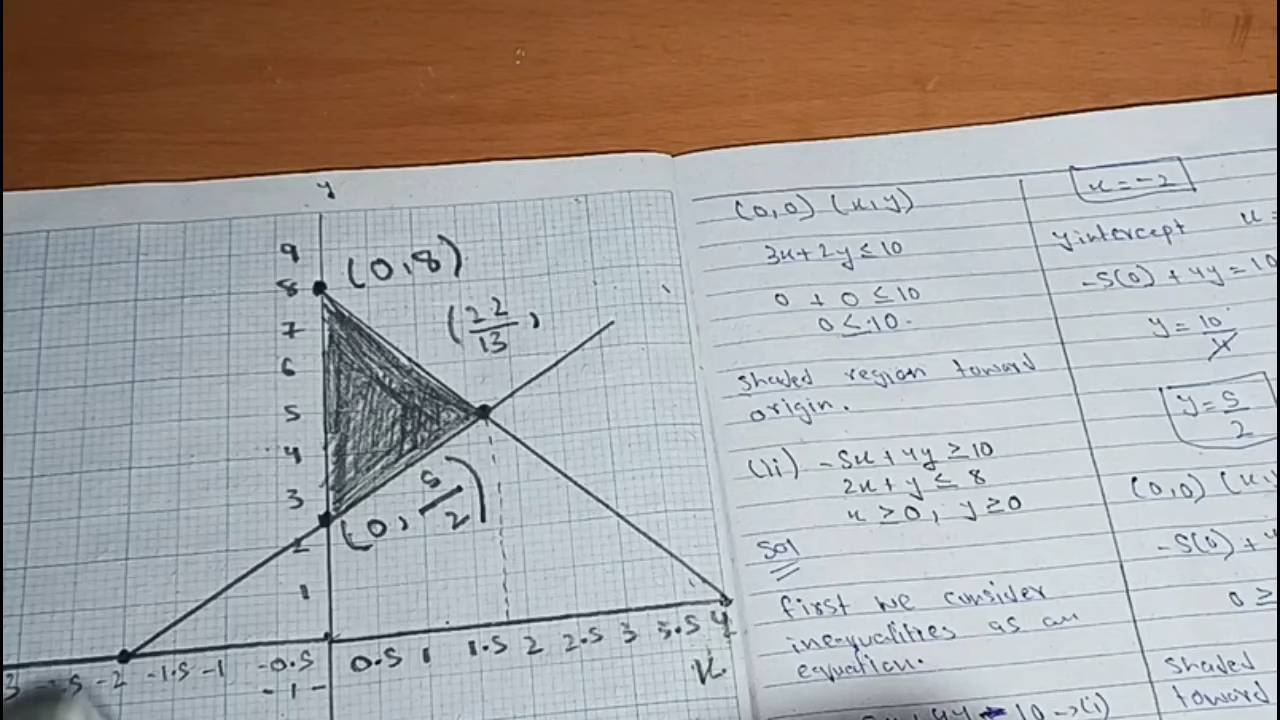 y
9
8
(0,8)
(22/13,
7
6
5
4
3
(0, 5/2)
2
1
3
-2
-1.5
-1
-0.5
0.5
1
1.5
2
2.5
3
3.5
4
-1
x
(0,0) (x,y)
3x+2y≤10
0 + 0 ≤10
0≤10.
shaded region toward
origin.
(ii) -5x+4y≥10
2x+y≤8
x≥0, y≥0
Sol
first we consider
inequalities as an
equation.
10→(i)
x=-2
y intercept x=
-5(0)+4y=10
y=10/4
y=5/2
(0,0) (x,
-5(0)+
0≥
shaded
toward